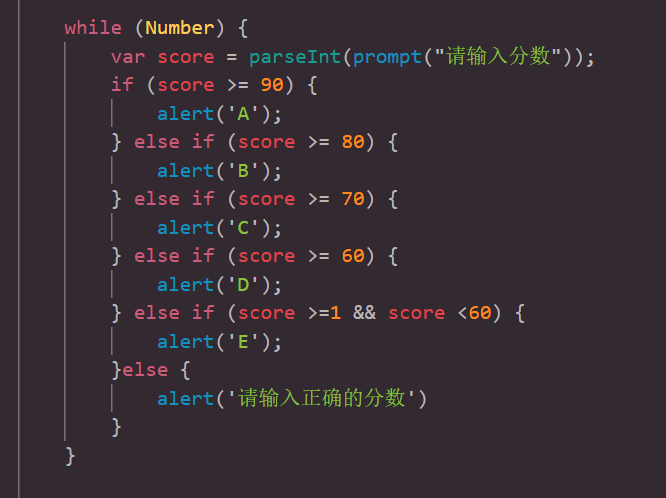 while (Number) {
var score = parseInt(prompt("请输入分数"));
if (score >= 90) {
alert('A');
} else if (score >= 80) {
alert('B');
} else if (score >= 70) {
alert('C');
} else if (score >= 60) {
alert('D');
} else if (score >=1 && score <60) {
alert('E');
}else {
alert('请输入正确的分数')
}
}